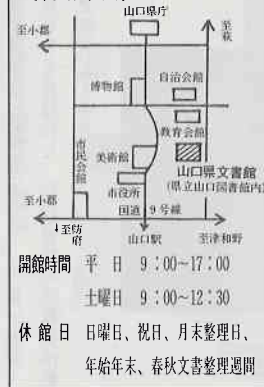 山口県庁
至小郡
至萩
博物館
自治会館
教育会館
市民会館
美術館
山口県文書館
(県立山口図書館内)
市役所
至小郡
国道9号線
↓至防府
山口駅
至津和野
開館時間 平日 9:00~17:00
土曜日 9:00~12:30
休館日 日曜日、祝日、月末整理日、
年始年末、春秋文書整理週間